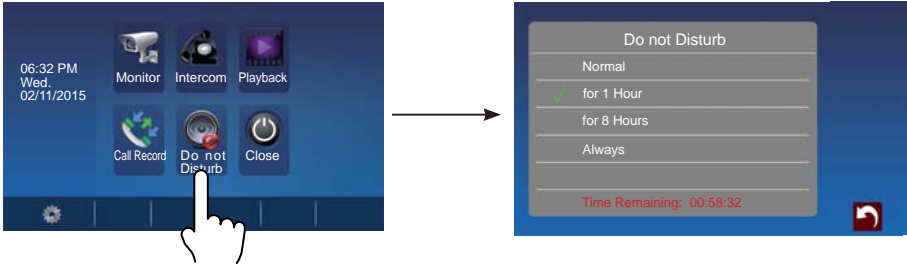 06:32 PM
Wed.
02/11/2015
Monitor
Intercom
Playback
Call Record
Do not
Disturb
Close
Do not Disturb
Normal
for 1 Hour
for 8 Hours
Always
Time Remaining: 00:58:32